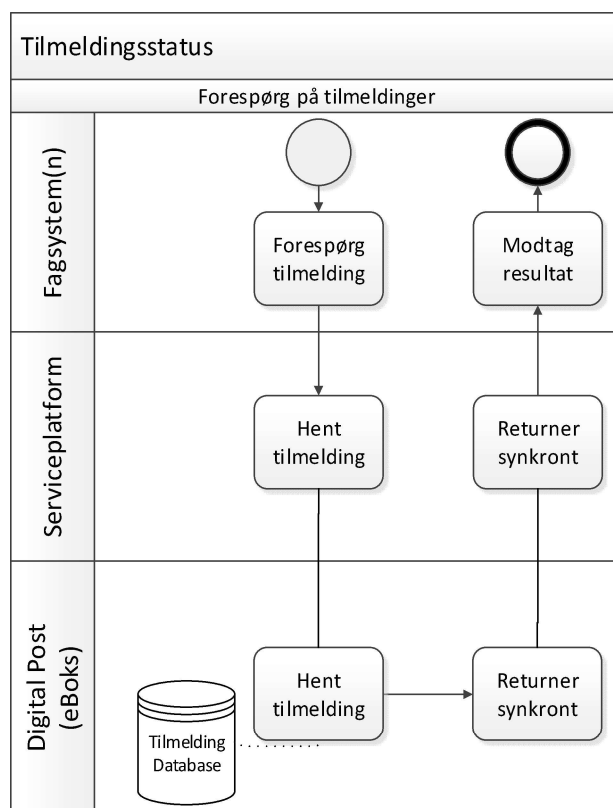 Tilmeldingsstatus
Forespørg på tilmeldinger
Fagsystem(n)
Forespørg
tilmelding
Modtag
resultat
Serviceplatform
Hent
tilmelding
Returner
synkront
Digital Post
(eBoks)
Hent
tilmelding
Returner
synkront
Tilmelding
Database